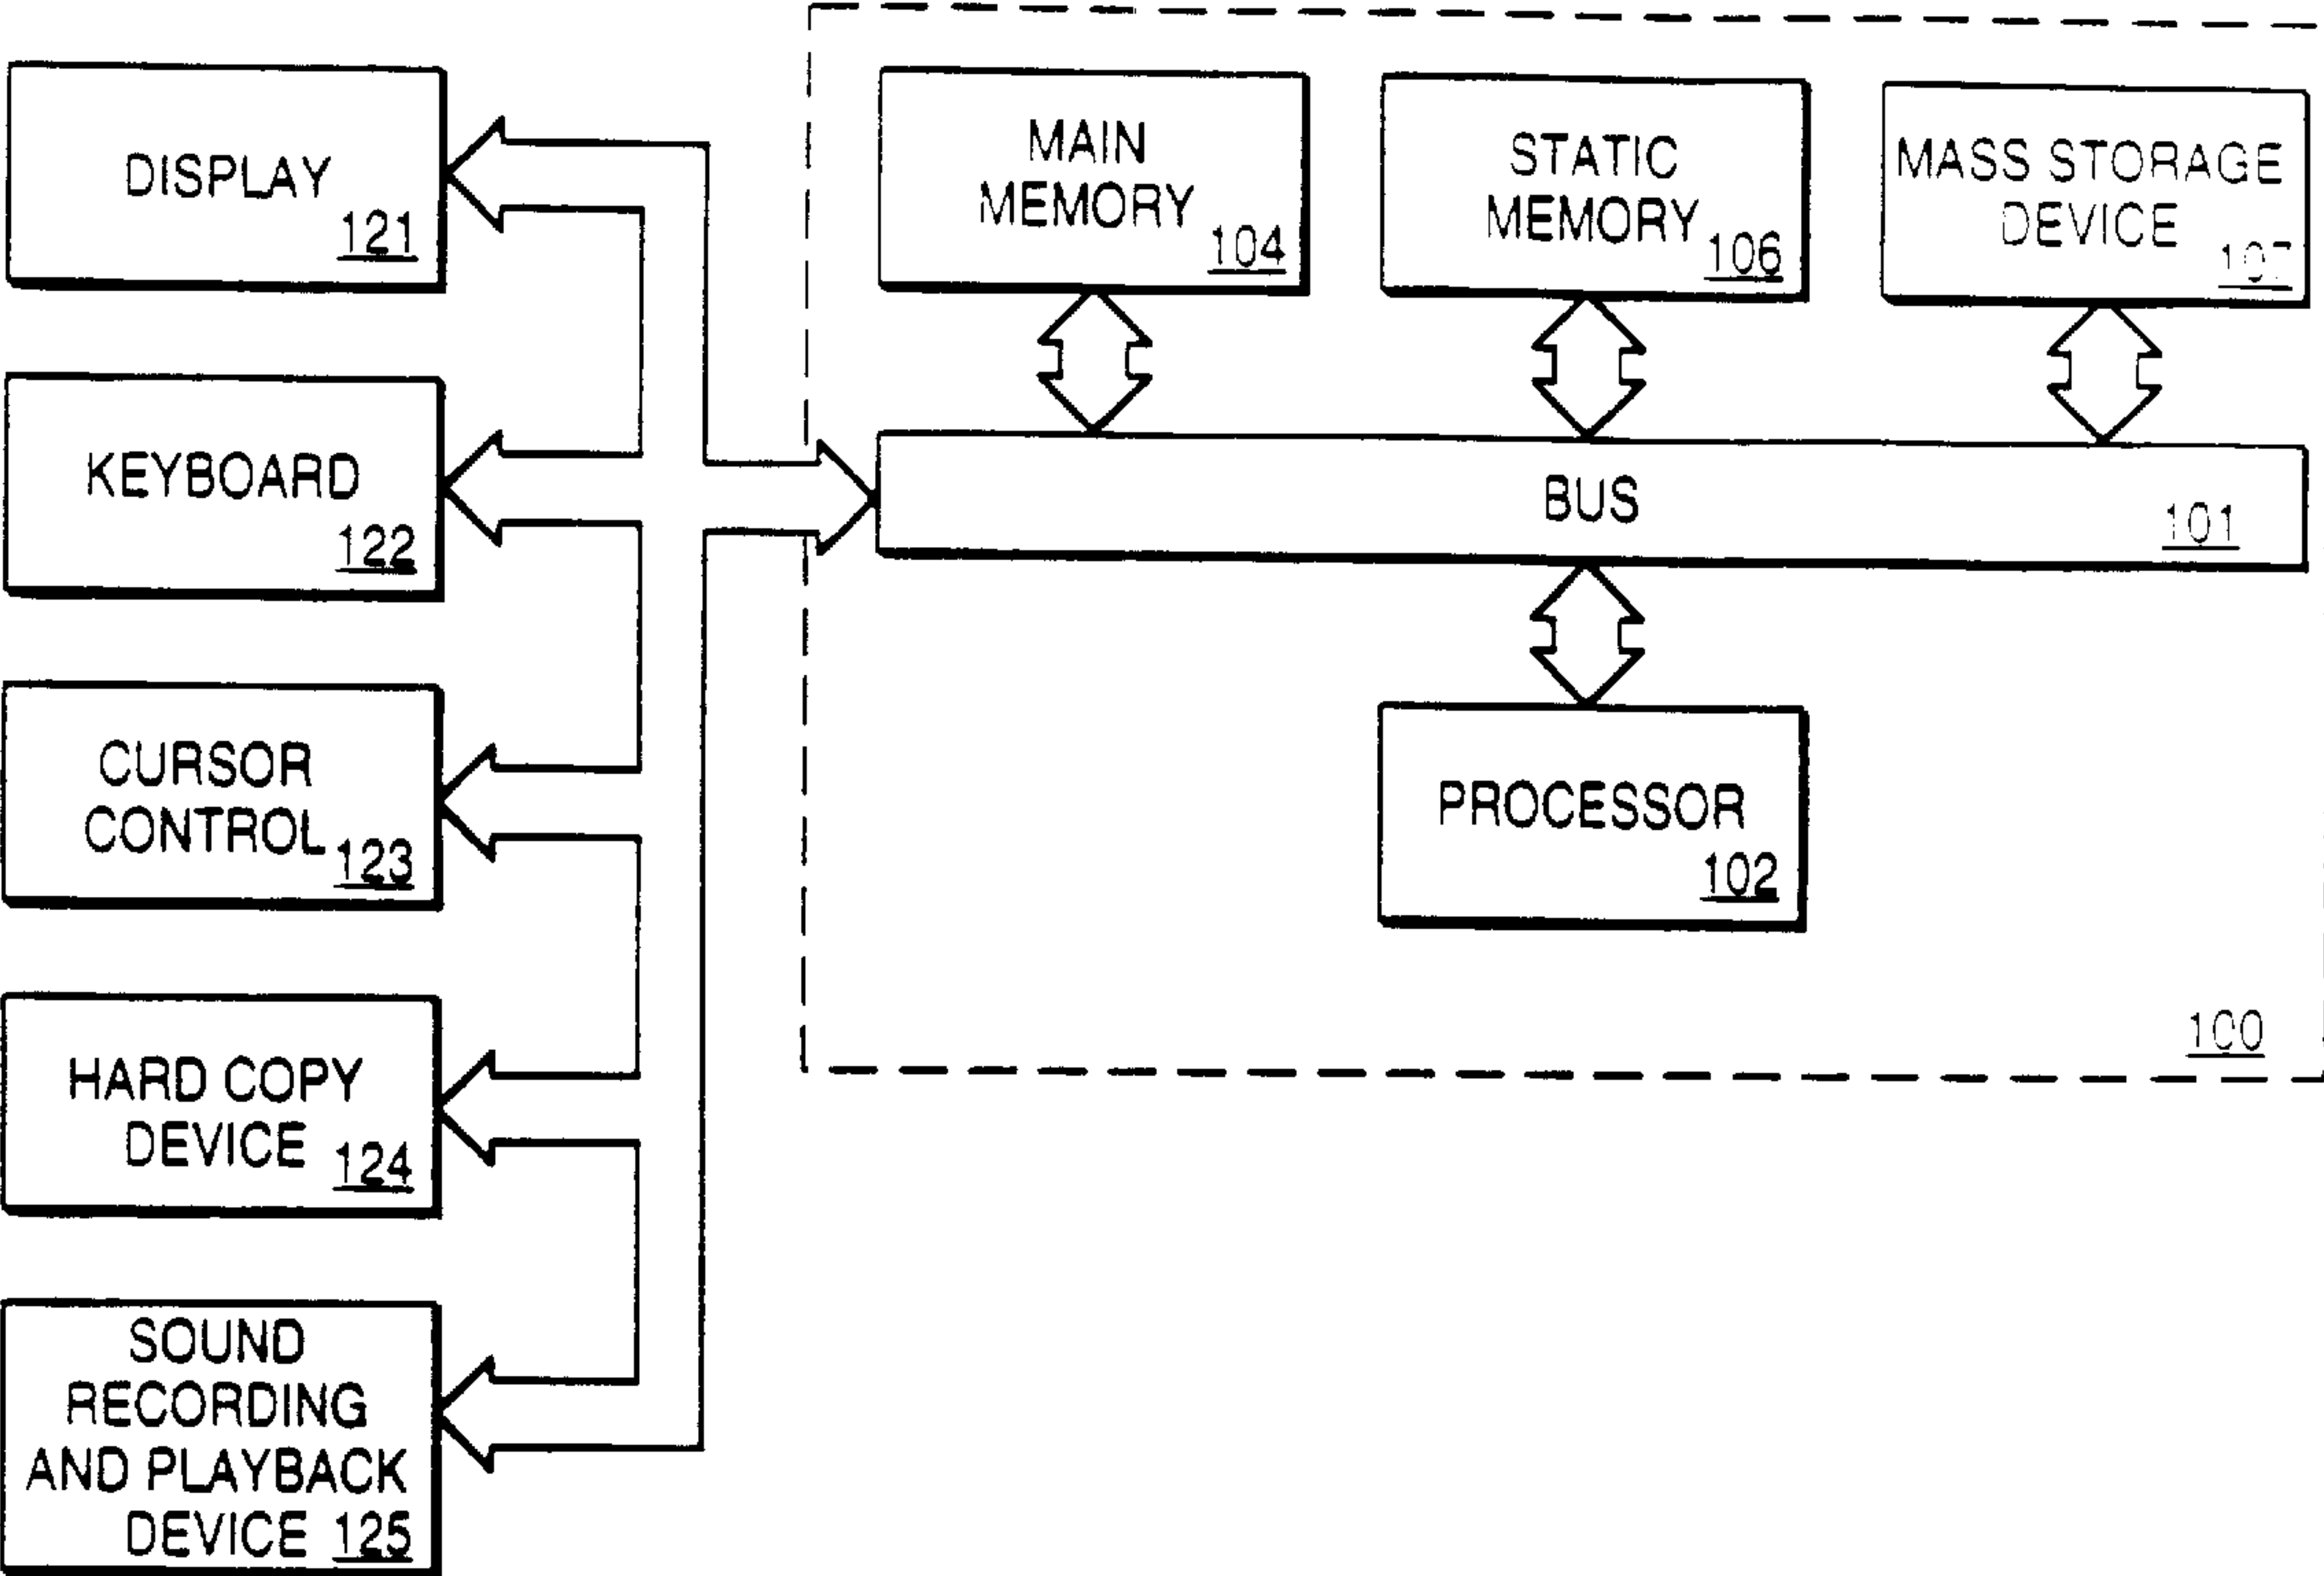 DISPLAY
121
KEYBOARD
122
CURSOR
CONTROL
123
HARD COPY
DEVICE
124
SOUND
RECORDING
AND PLAYBACK
DEVICE 125
MAIN
MEMORY
104
STATIC
MEMORY
106
MASS STORAGE
DEVICE
107
BUS
101
PROCESSOR
102
100